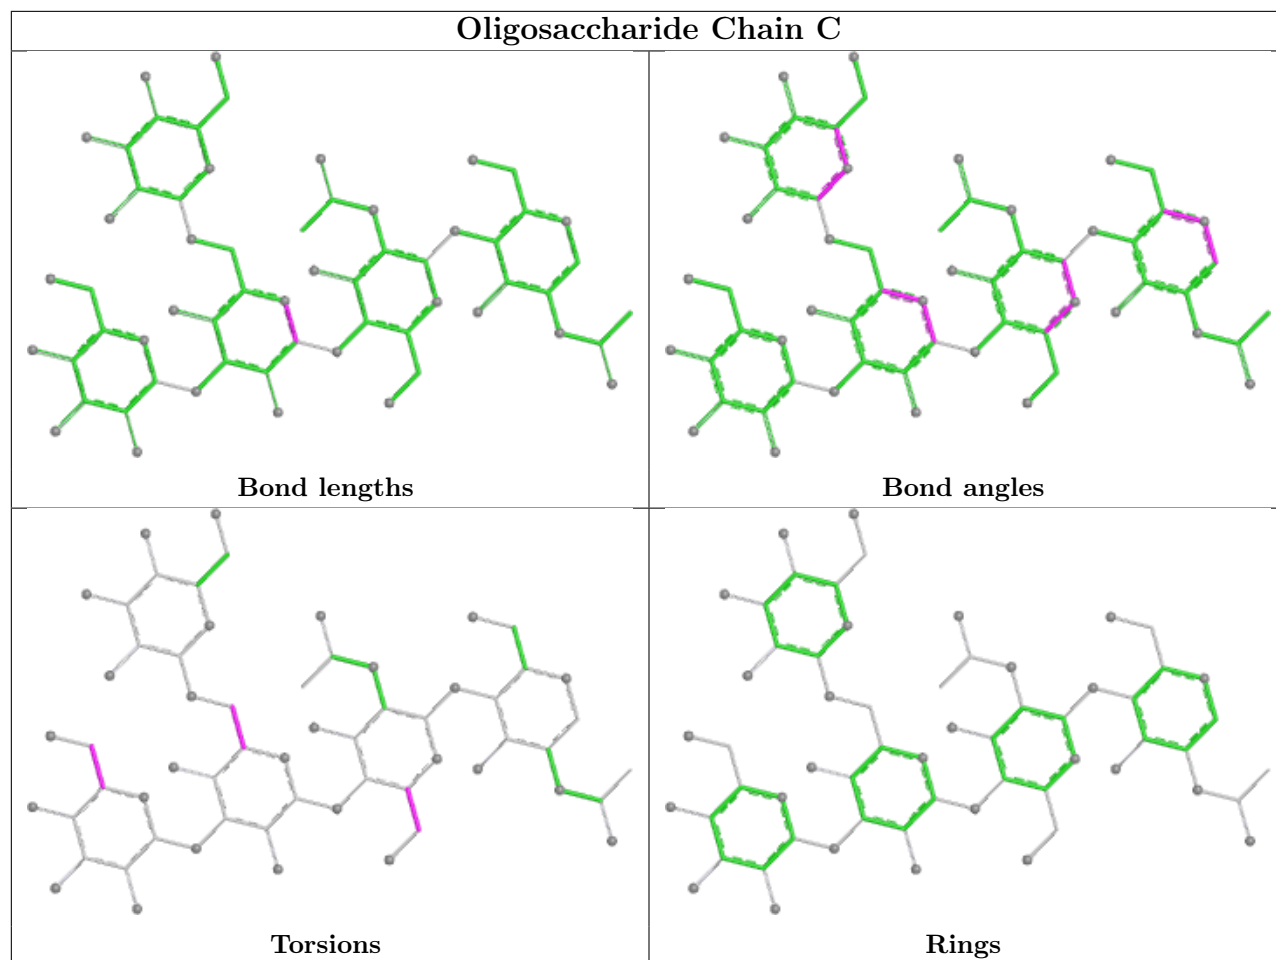 Oligosaccharide Chain C
Bond lengths
Bond angles
Torsions
Rings